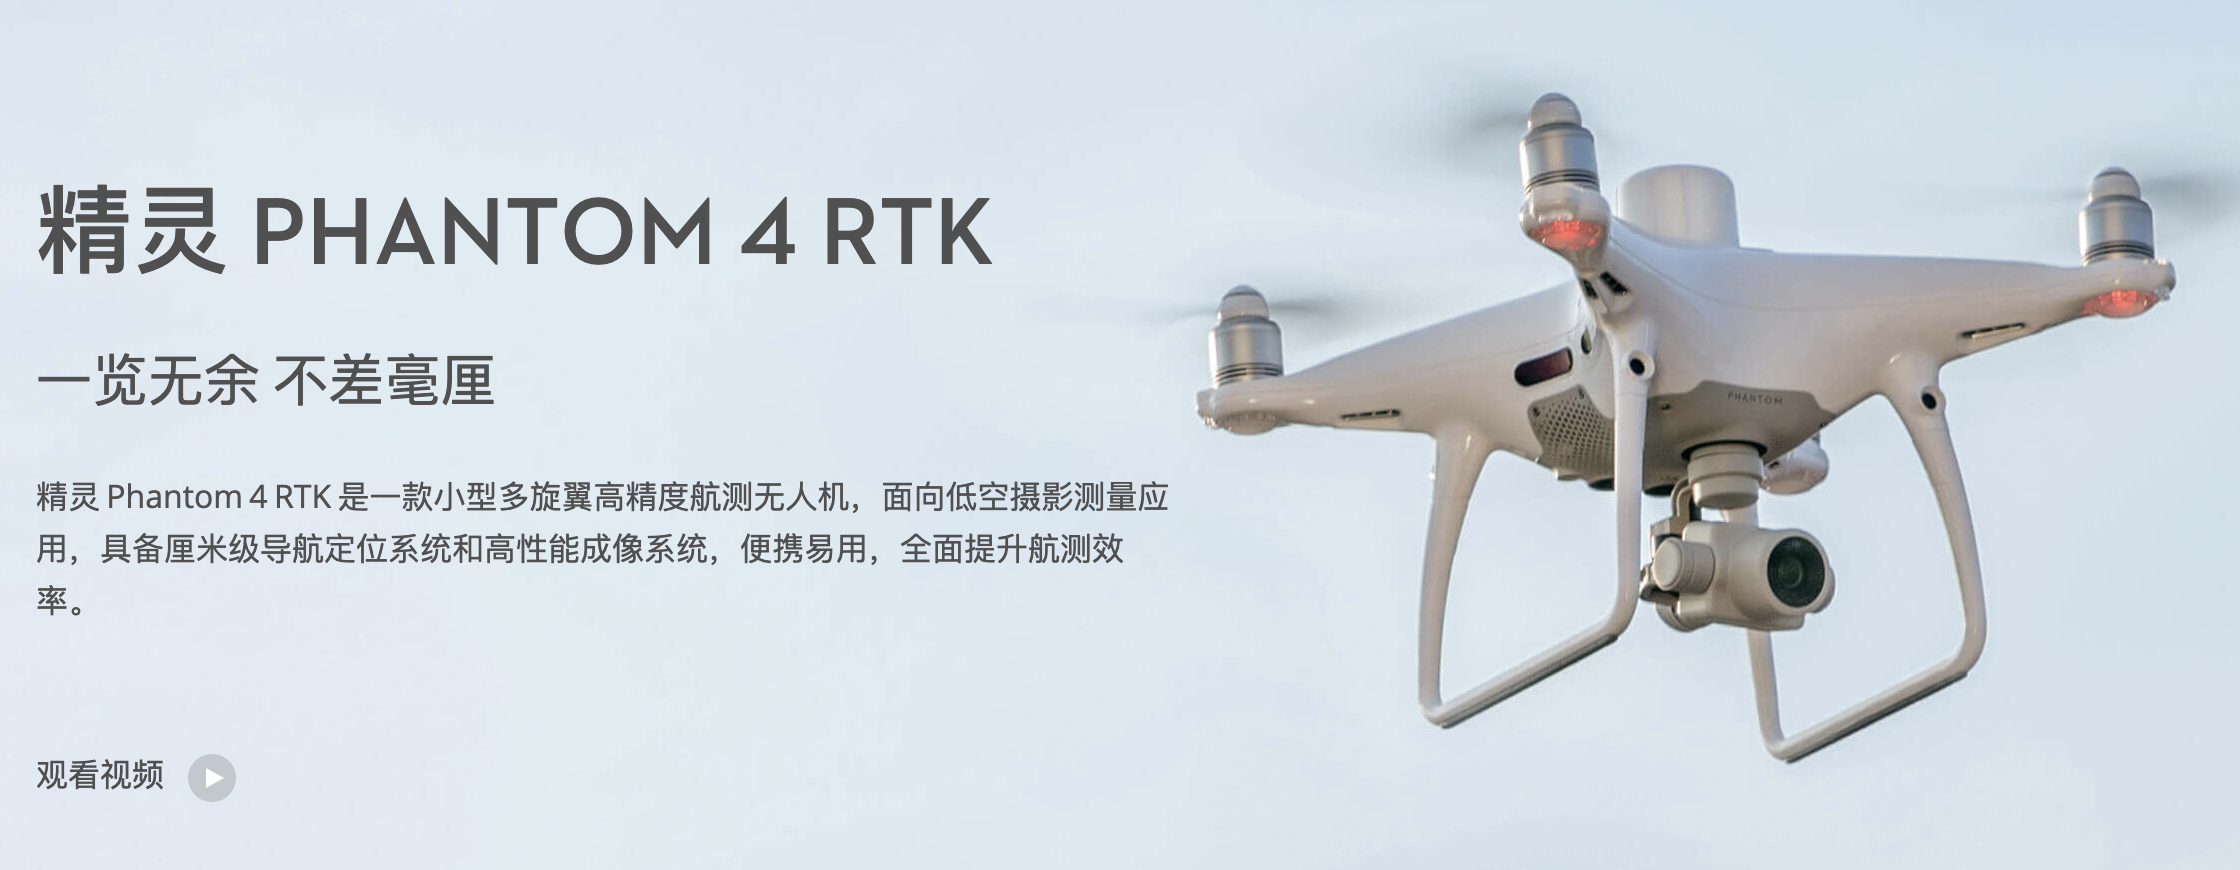 精灵 PHANTOM 4 RTK
一览无余 不差毫厘
精灵 Phantom 4 RTK 是一款小型多旋翼高精度航测无人机，面向低空摄影测量应
用，具备厘米级导航定位系统和高性能成像系统，便携易用，全面提升航测效
率。
观看视频
PHANTOM